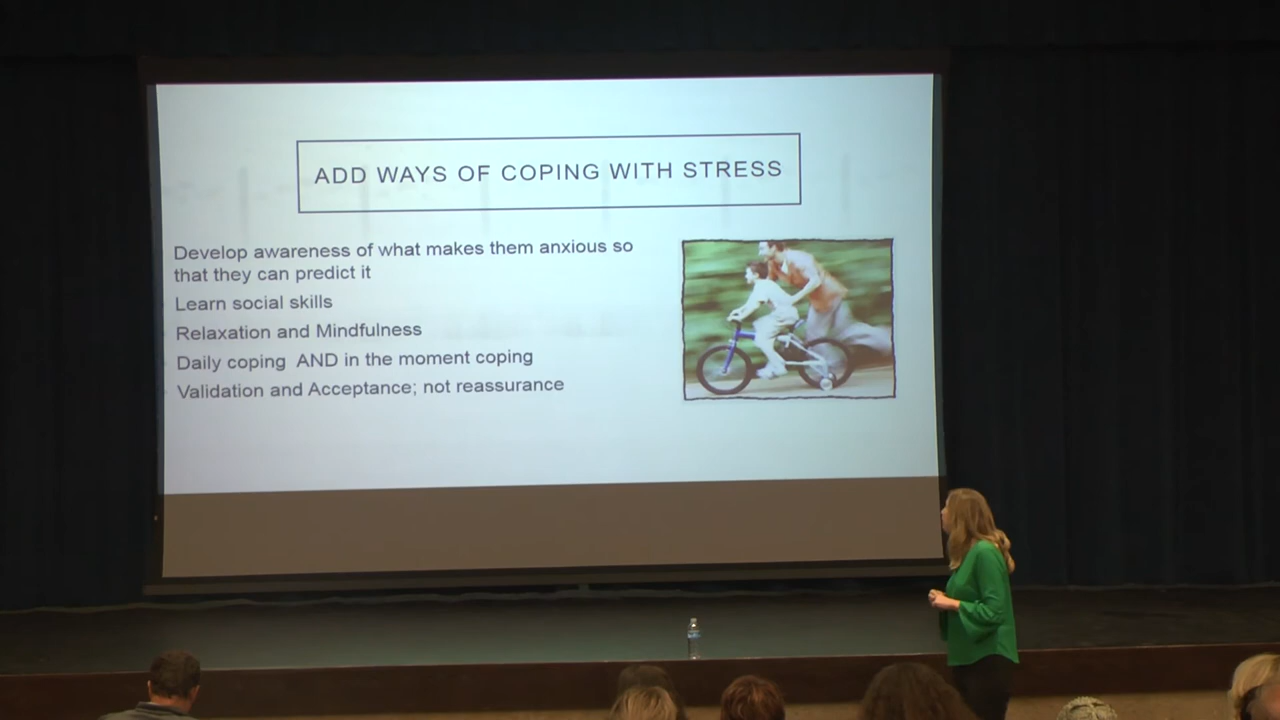 ADD WAYS OF COPING WITH STRESS
Develop awareness of what makes them anxious so
that they can predict it
Learn social skills
Relaxation and Mindfulness
Daily coping AND in the moment coping
Validation and Acceptance; not reassurance